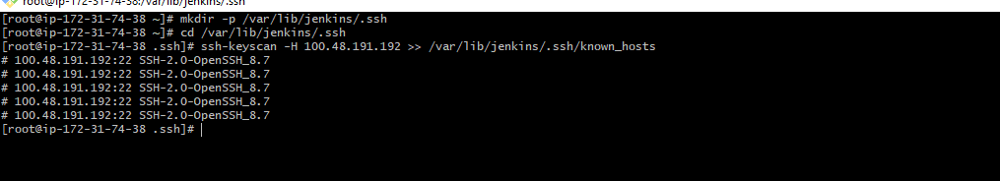 root@ip-172-31-74-38:/var/lib/jenkins/.ssh
[root@ip-172-31-74-38 ~]# mkdir -p /var/lib/jenkins/.ssh
[root@ip-172-31-74-38 ~]# cd /var/lib/jenkins/.ssh
[root@ip-172-31-74-38 .ssh]# ssh-keyscan -H 100.48.191.192 >> /var/lib/jenkins/.ssh/known_hosts
# 100.48.191.192:22 SSH-2.0-OpenSSH_8.7
# 100.48.191.192:22 SSH-2.0-OpenSSH_8.7
# 100.48.191.192:22 SSH-2.0-OpenSSH_8.7
# 100.48.191.192:22 SSH-2.0-OpenSSH_8.7
# 100.48.191.192:22 SSH-2.0-OpenSSH_8.7
[root@ip-172-31-74-38 .ssh]#